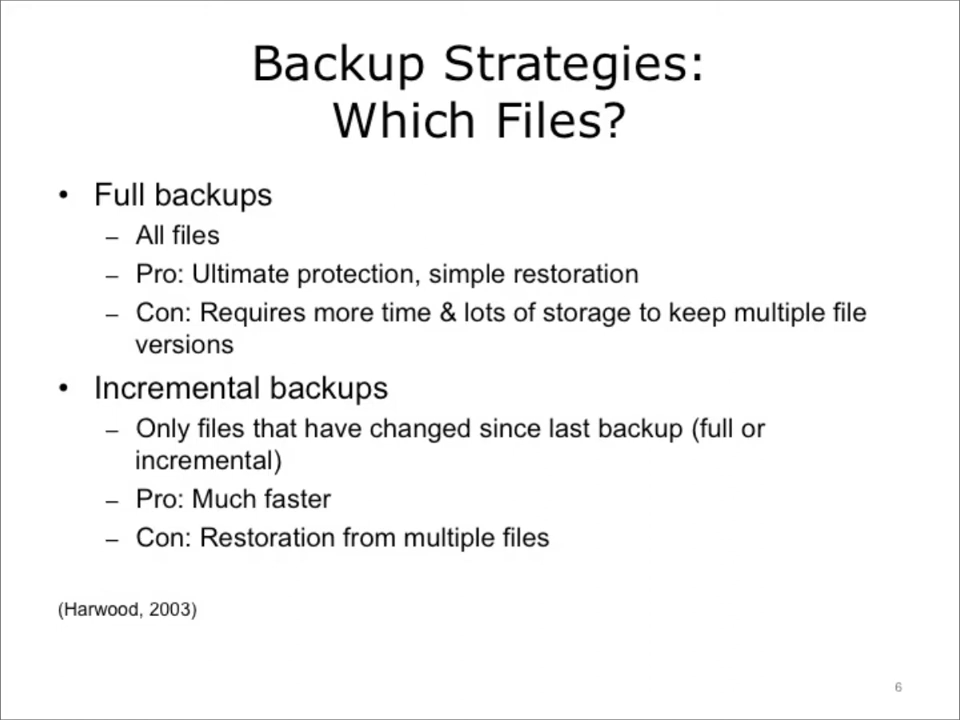 Backup Strategies:
Which Files?
• Full backups
– All files
– Pro: Ultimate protection, simple restoration
– Con: Requires more time & lots of storage to keep multiple file
versions
• Incremental backups
– Only files that have changed since last backup (full or
incremental)
– Pro: Much faster
– Con: Restoration from multiple files
(Harwood, 2003)
6